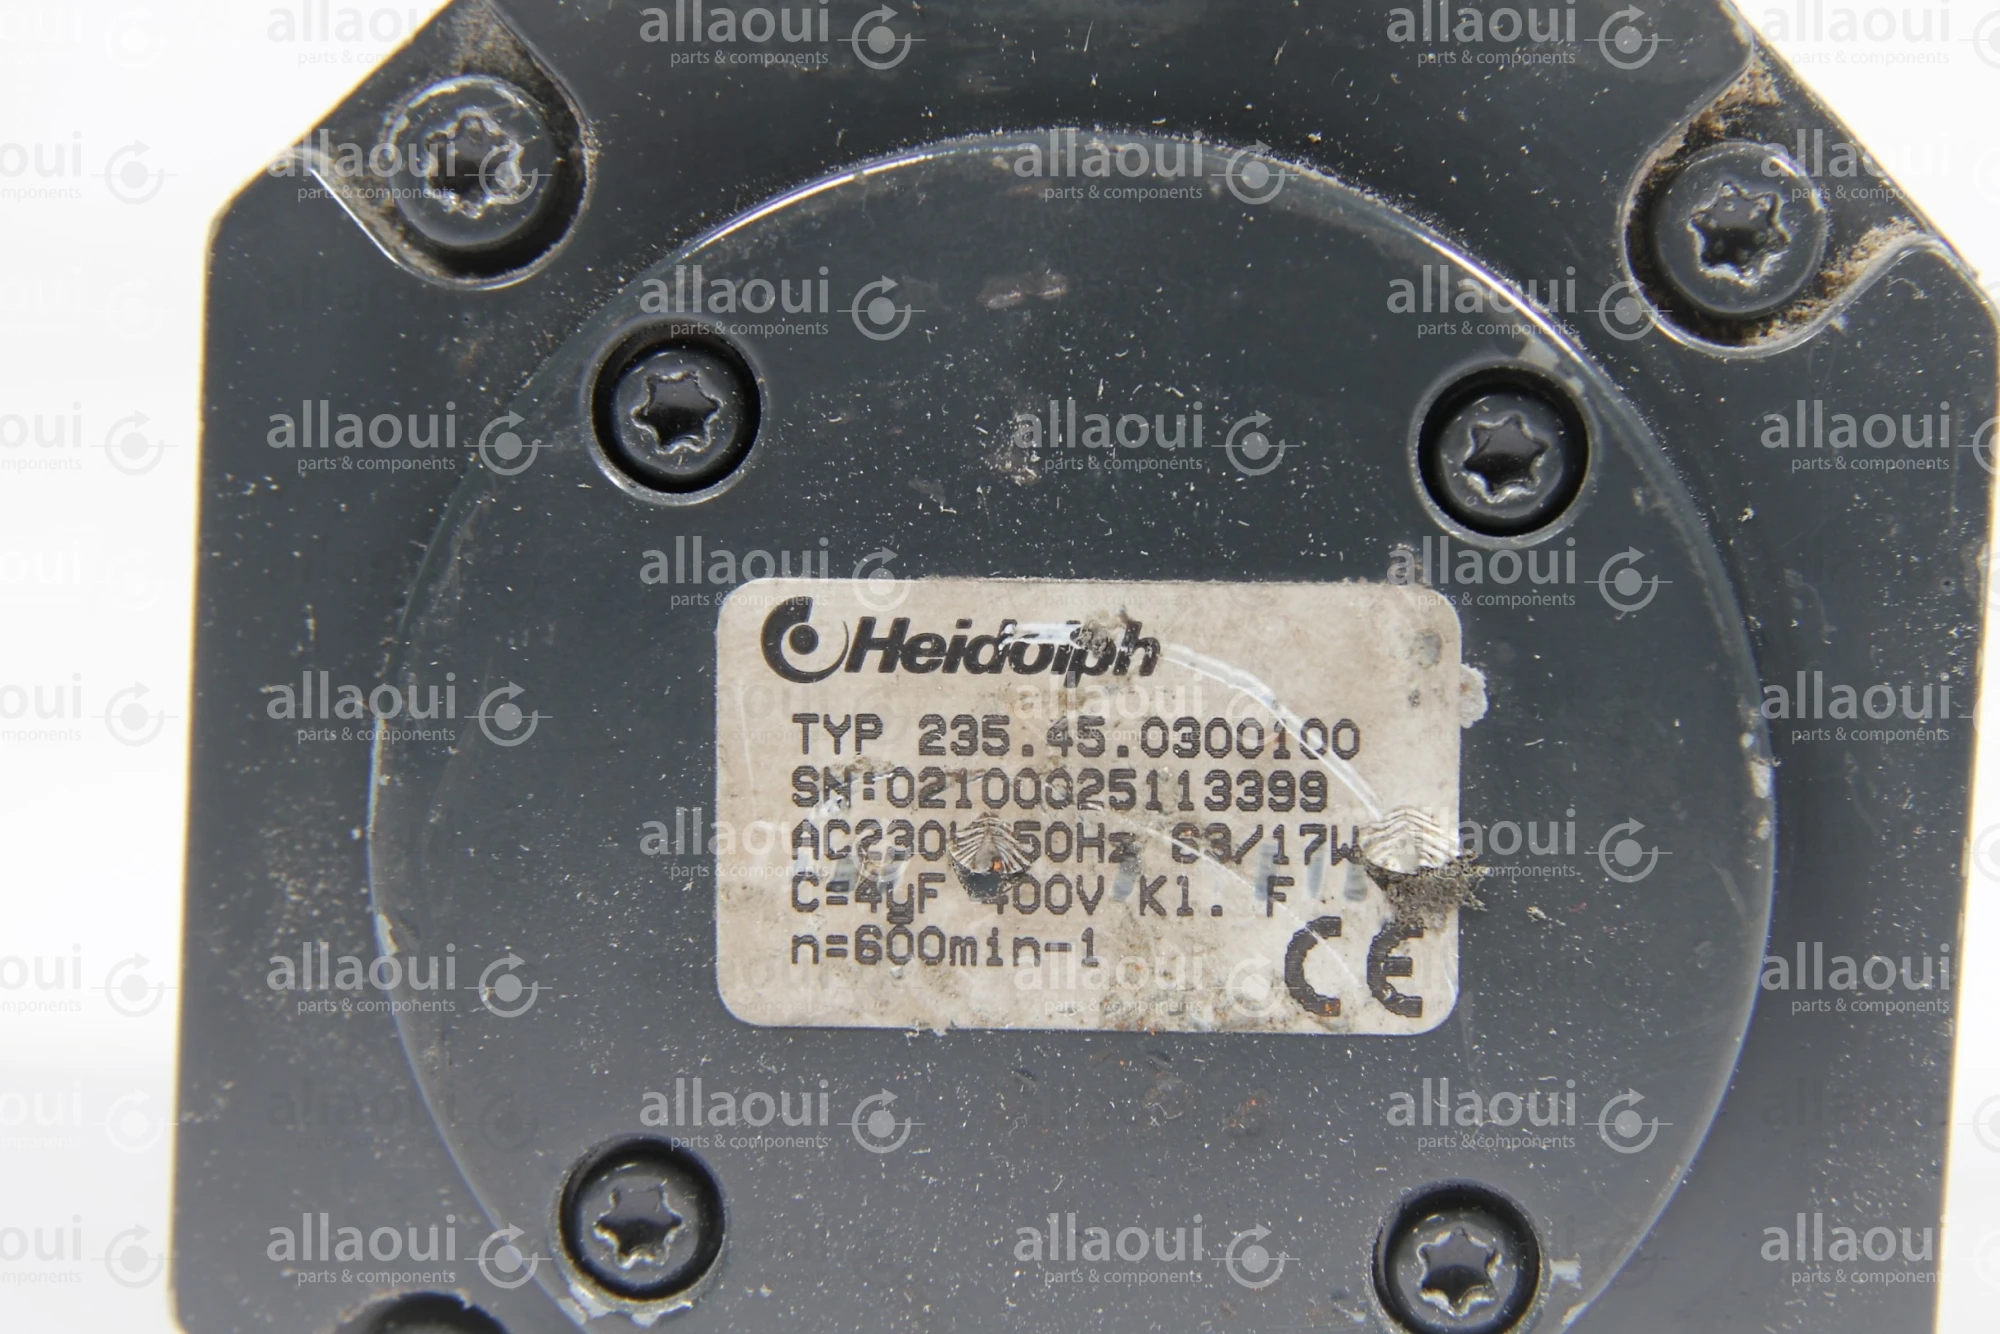 Heidolph
TYP 235.45.0300100
SN:02100025113399
AC230V 50Hz 63/17W
C=4µF 400V Kl. F
n=600min-1
CE
allaoui
parts & components